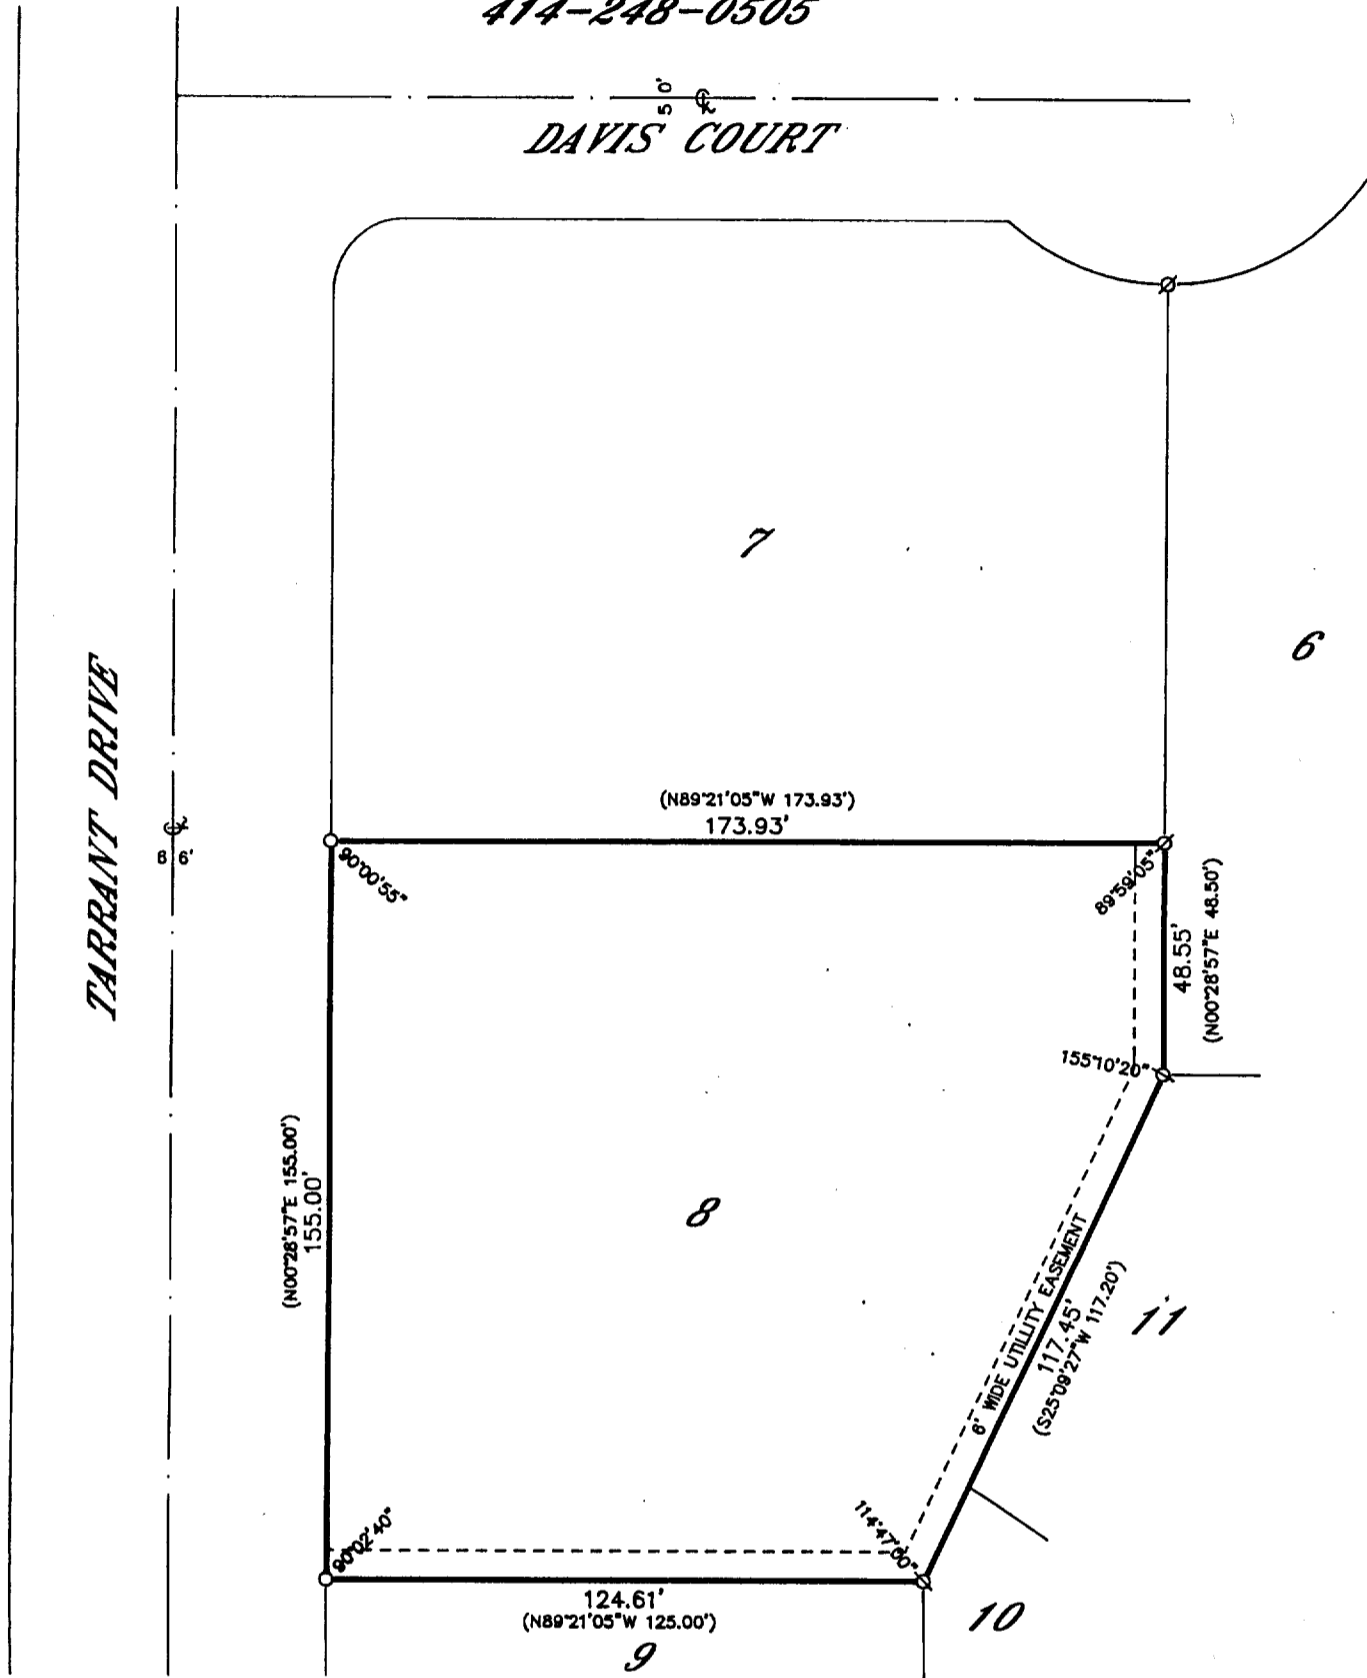 414-248-0505
50'
DAVIS COURT
7
6
TARRANT DRIVE
86'
(N89°21'05"W 173.93')
173.93'
90°00'55"
89°59'05"
48.55'
(N00°28'57"E 48.50')
155°10'20"
(N00°28'57"E 155.00')
155.00'
8
6' WIDE UTILLITY EASEMENT
117.45'
(S25°09'27"W 117.20')
11
90°02'40"
114°47'00"
124.61'
(N89°21'05"W 125.00')
10
9